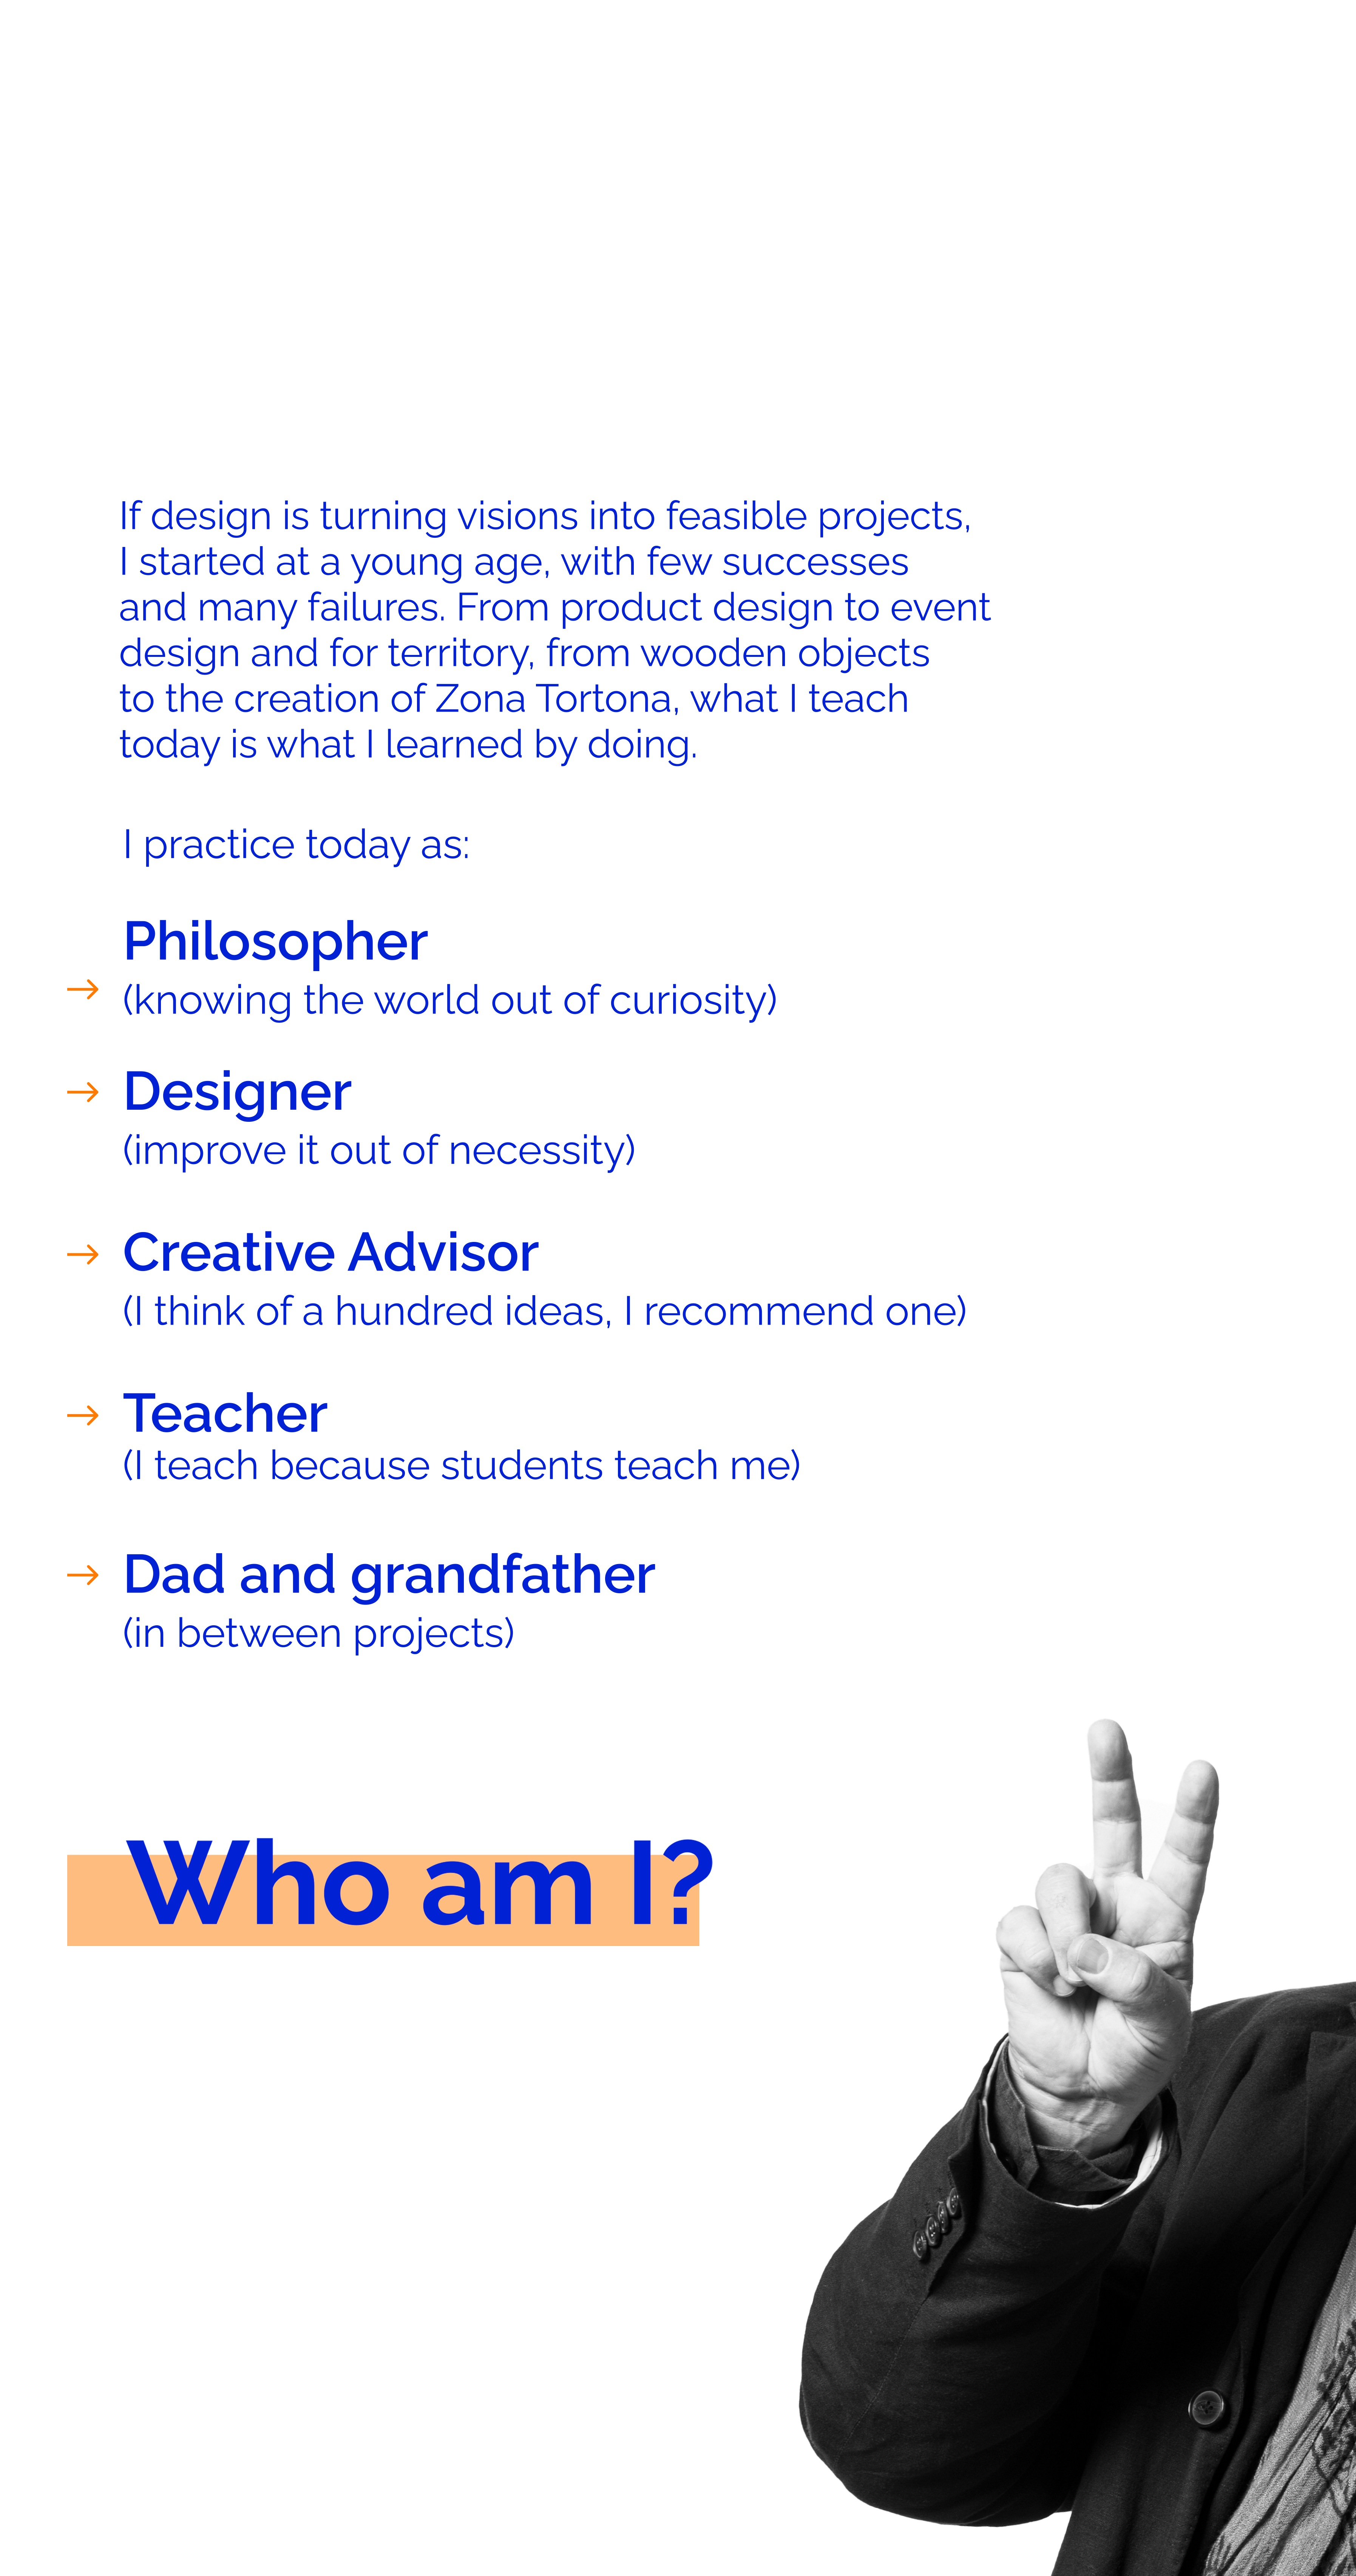 If design is turning visions into feasible projects,
I started at a young age, with few successes
and many failures. From product design to event
design and for territory, from wooden objects
to the creation of Zona Tortona, what I teach
today is what I learned by doing.
I practice today as:
Philosopher
→ (knowing the world out of curiosity)
→ Designer
(improve it out of necessity)
→ Creative Advisor
(I think of a hundred ideas, I recommend one)
→ Teacher
(I teach because students teach me)
→ Dad and grandfather
(in between projects)
Who am I?